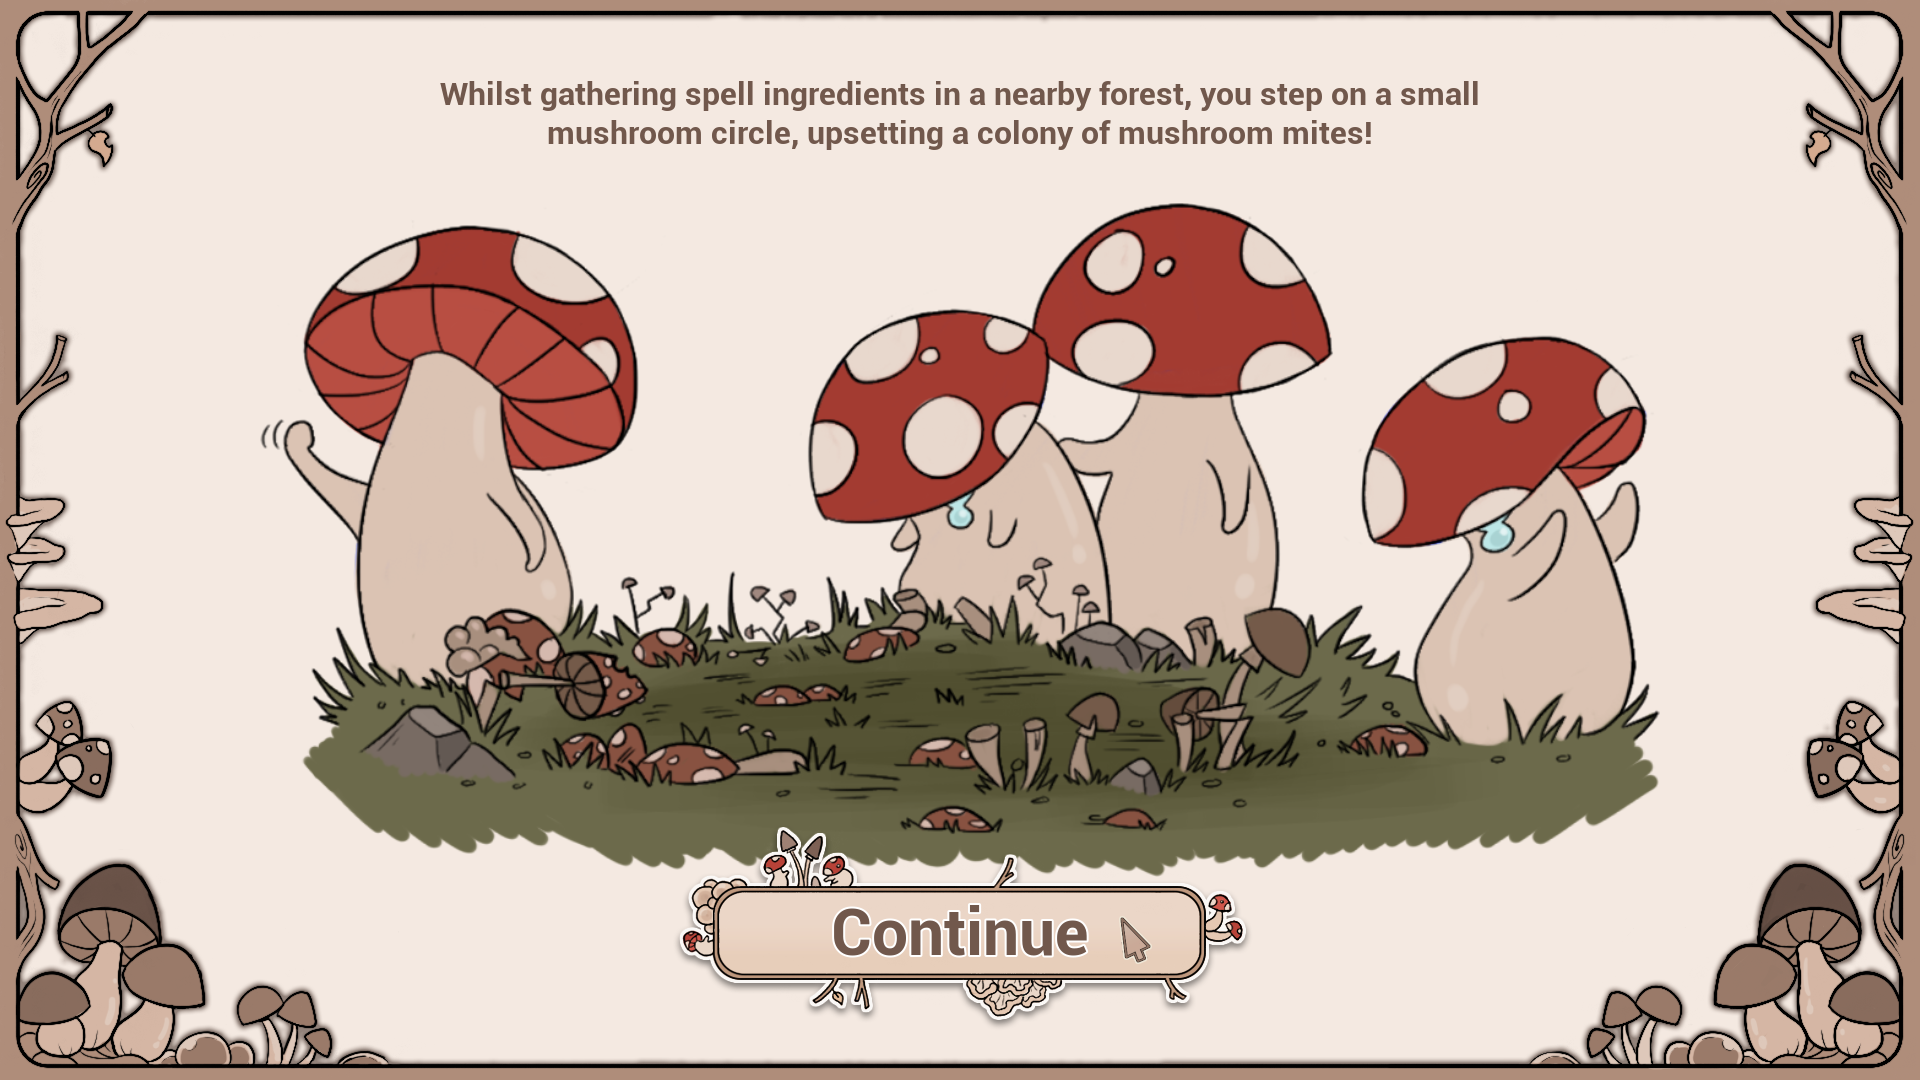 Whilst gathering spell ingredients in a nearby forest, you step on a small
mushroom circle, upsetting a colony of mushroom mites!
Continue